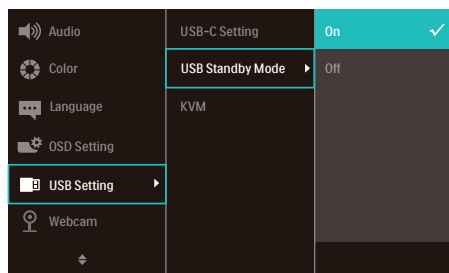 Audio
Color
Language
OSD Setting
USB Setting
Webcam
USB-C Setting
USB Standby Mode
KVM
On
Off